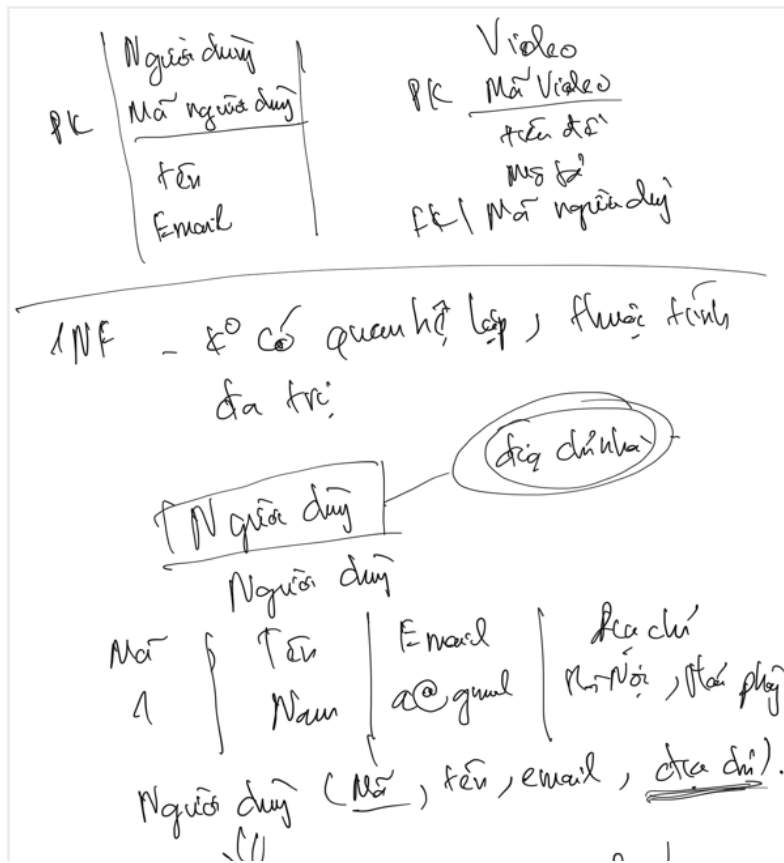 Người dùng
PK Mã người dùng
tên
Email
Video
PK Mã Video
tiêu đề
mô tả
FK Mã người dùng
1NF - k° có quan hệ lặp, thuộc tính
đa trị
địa chỉ nhà
Người dùng
Người dùng
Mã | Tên | Email | Địa chỉ
1 | Nam | a@gmail | Hà Nội, Hải phòng
Người dùng (Mã, tên, email, địa chỉ).